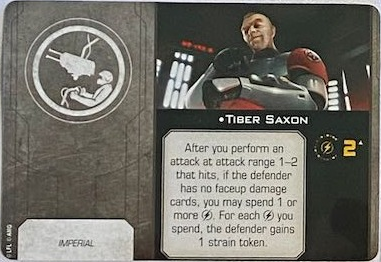 •TIBER SAXON
After you perform an
attack at attack range 1–2
that hits, if the defender
has no faceup damage
cards, you may spend 1 or
more. For each you
spend, the defender gains
1 strain token.
2
IMPERIAL
© LFL © AMG